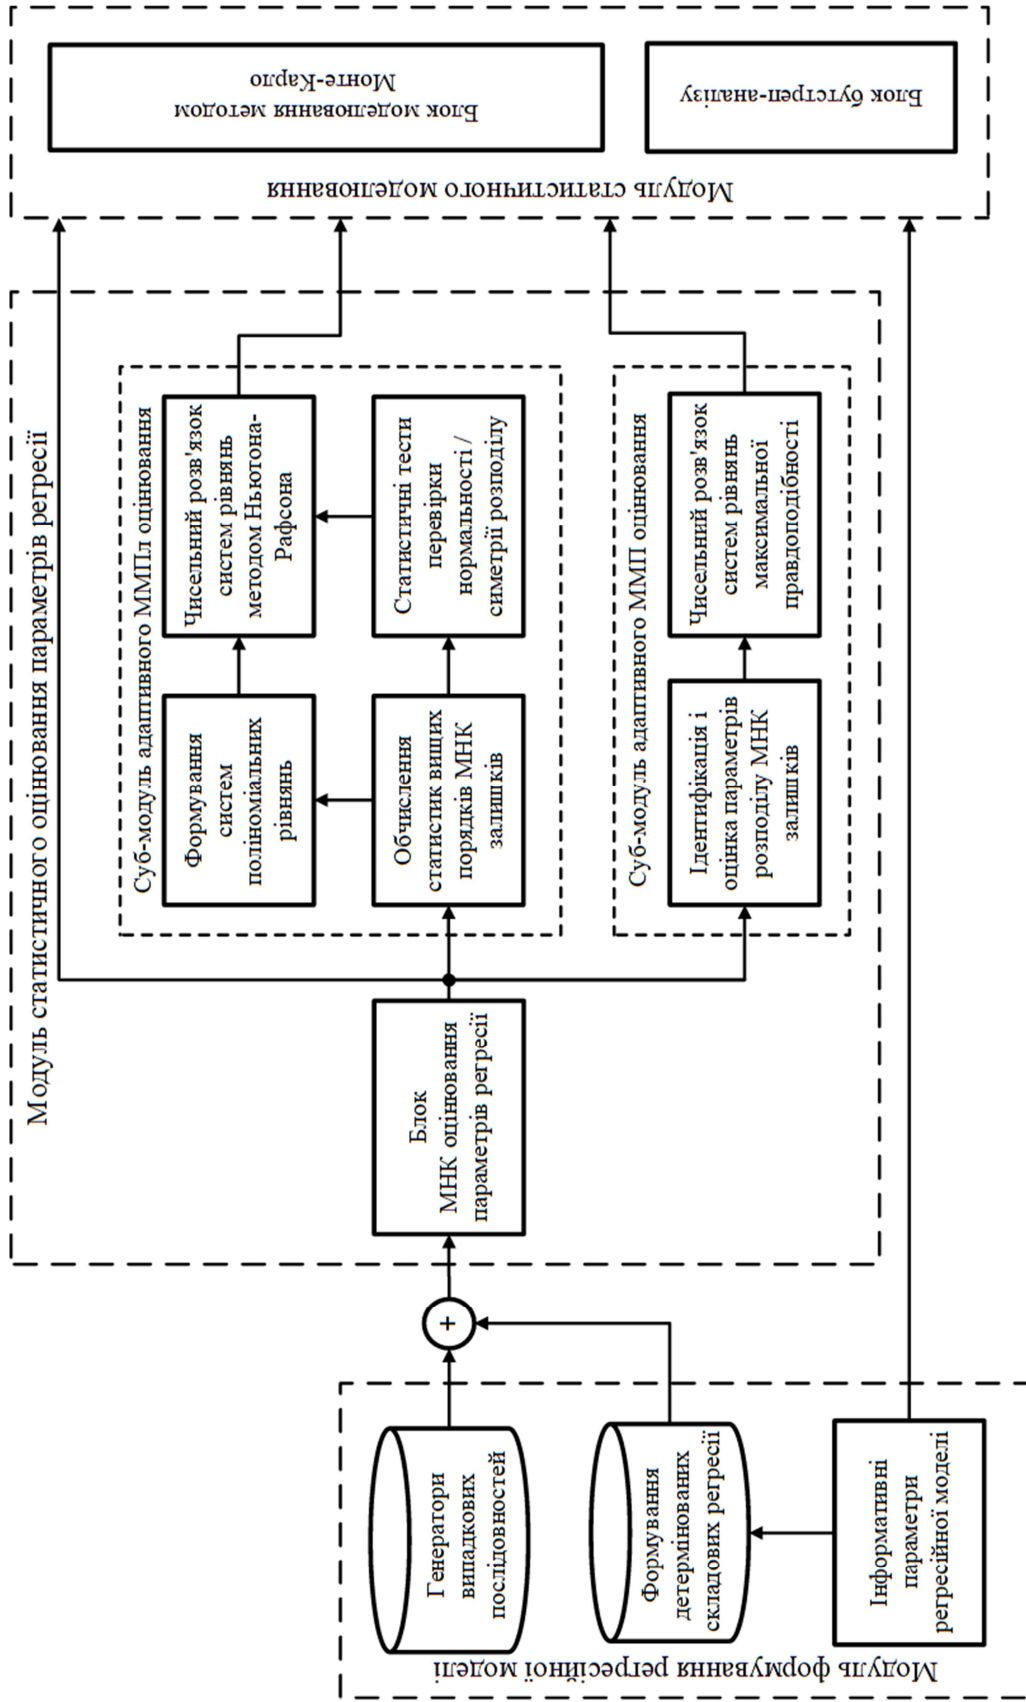 Модуль формування регресійної моделі
Генератори
випадкових
послідовностей
Формування
детермінованих
складових регресії
Інформативні
параметри
регресійної моделі
+
Модуль статистичного оцінювання параметрів регресії
Блок
МНК оцінювання
параметрів регресії
Суб-модуль адаптивного ММПл оцінювання
Формування
систем
поліноміальних
рівнянь
Чисельний розв'язок
систем рівнянь
методом Ньютона-
Рафсона
Обчислення
статистик вищих
порядків МНК
залишків
Статистичні тести
перевірки
нормальності /
симетрії розподілу
Суб-модуль адаптивного ММП оцінювання
Ідентифікація і
оцінка параметрів
розподілу МНК
залишків
Чисельний розв'язок
систем рівнянь
максимальної
правдоподібності
Модуль статистичного моделювання
Блок моделювання методом
Монте-Карло
Блок бутстреп-аналізу